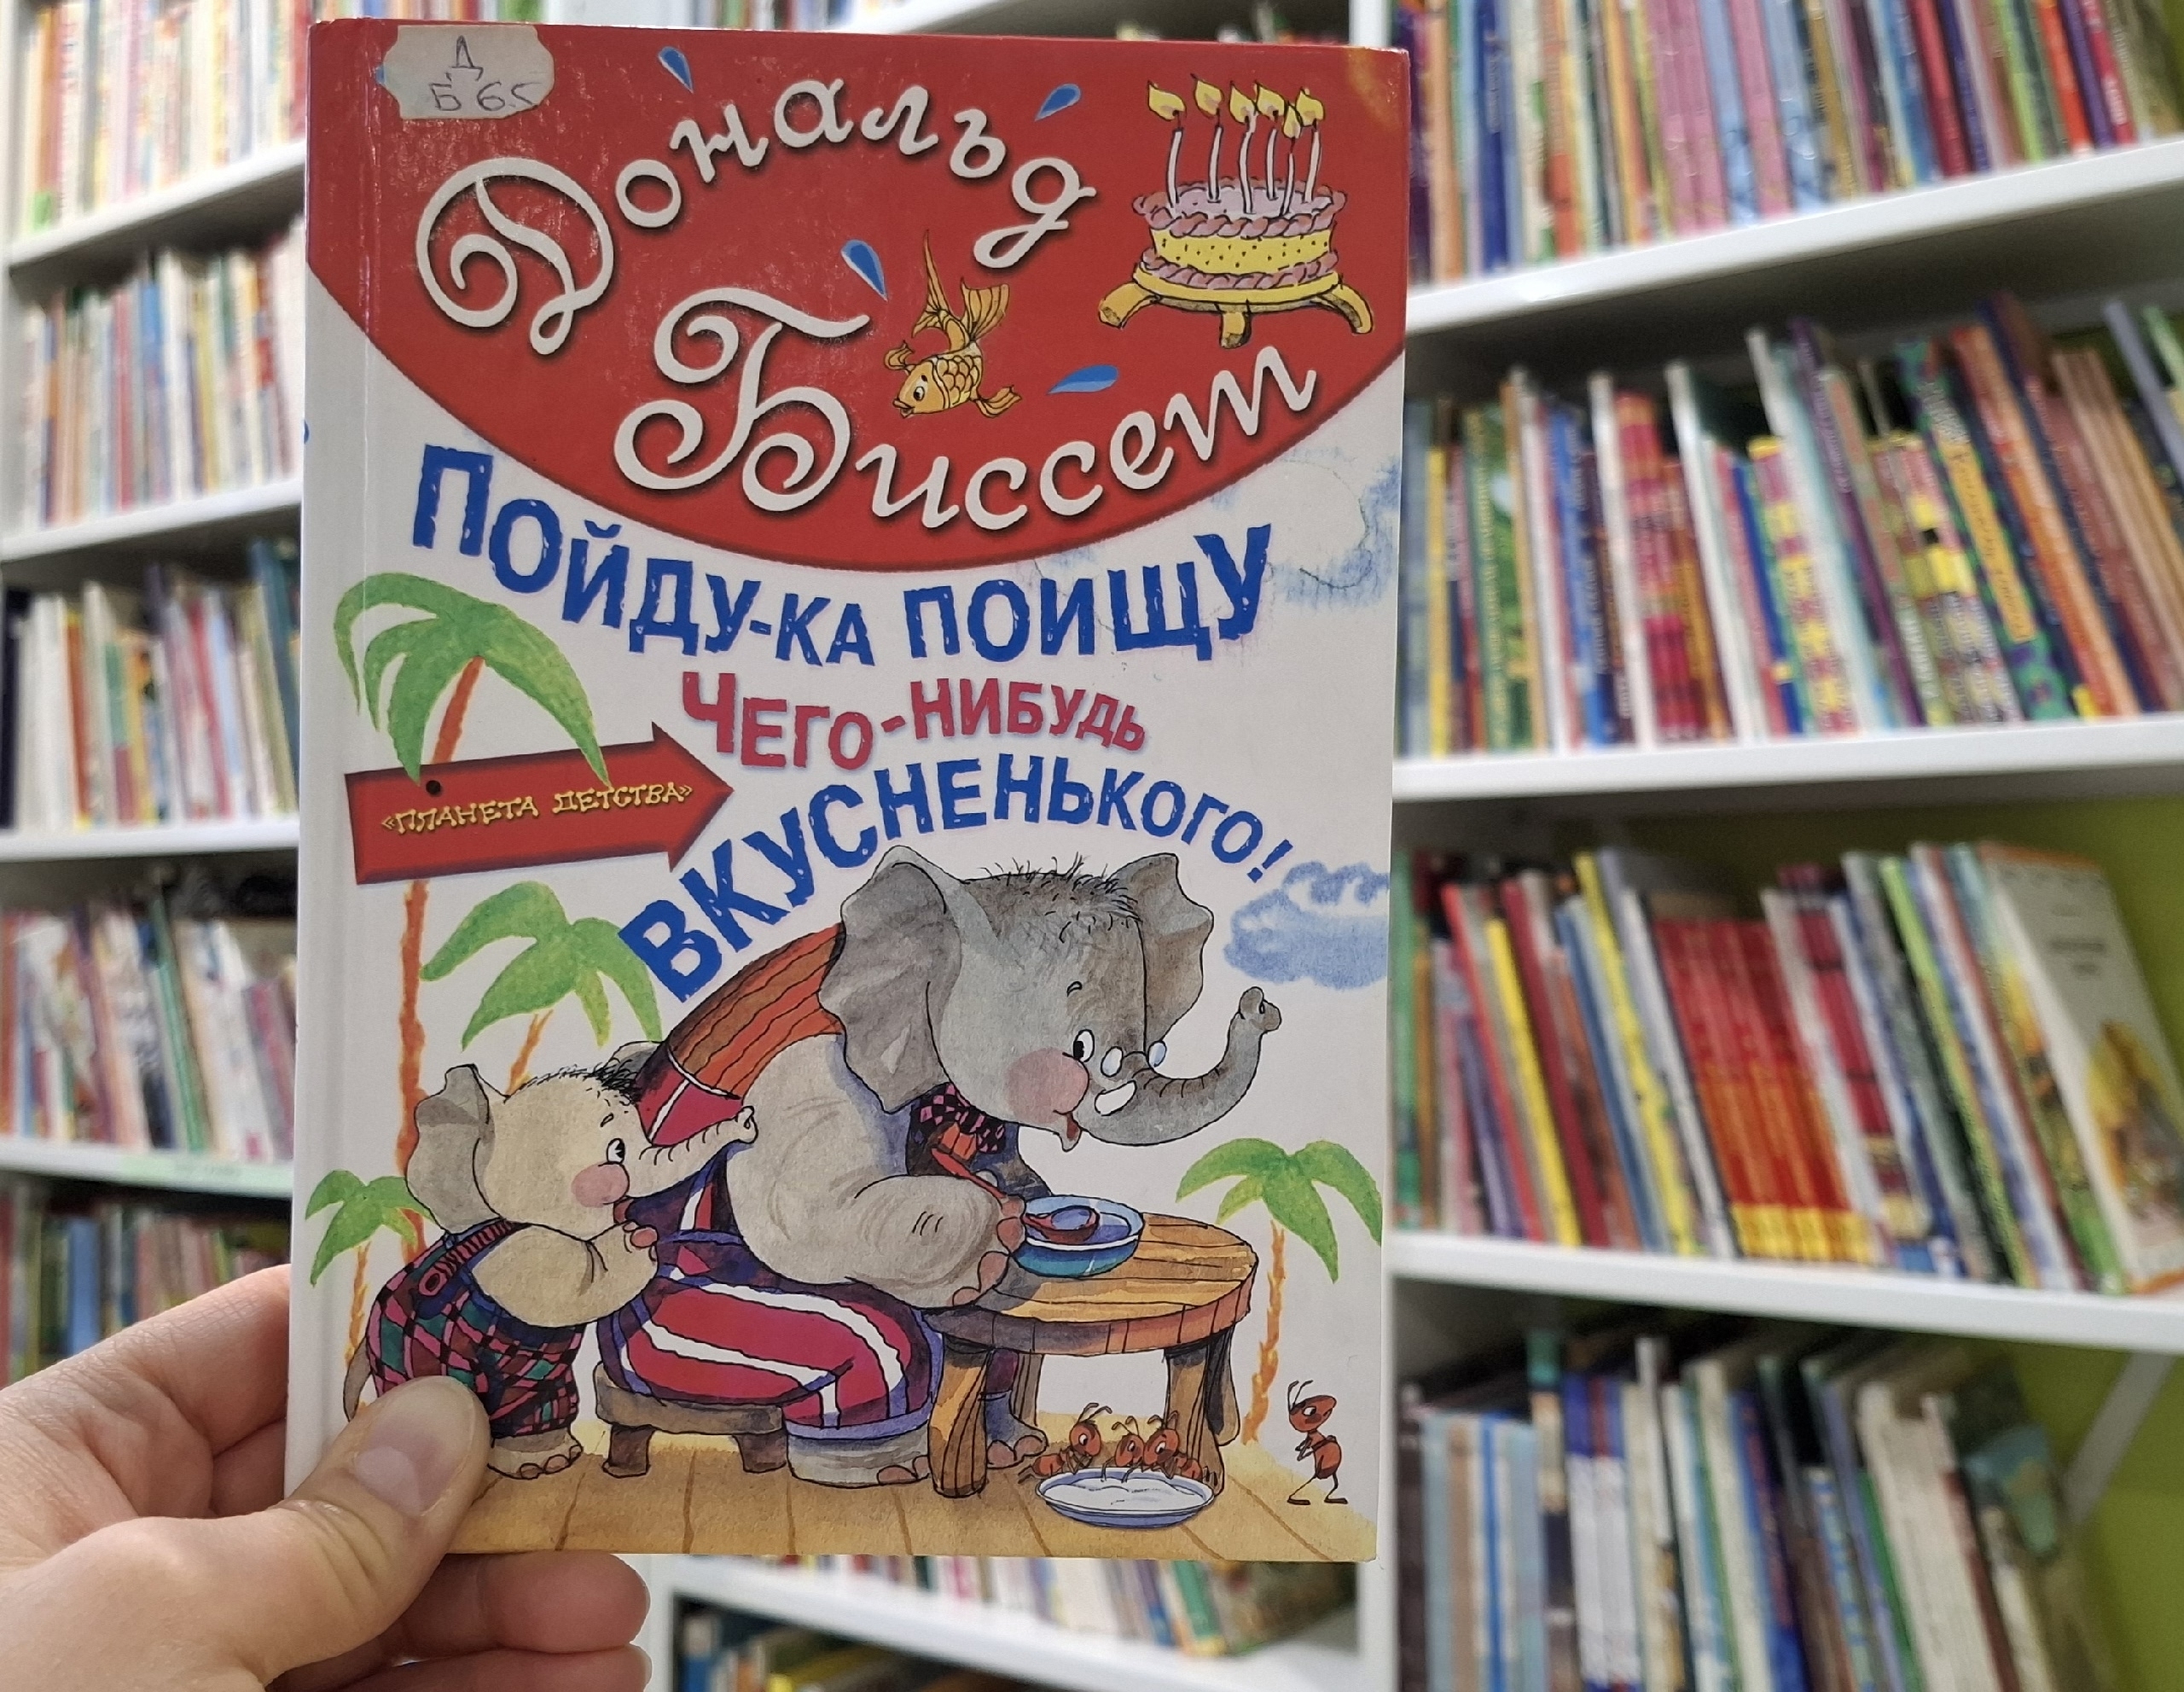 Д
Б 65
Дональд
Биссет
ПОЙДУ-КА ПОИЩУ
ЧЕГО-НИБУДЬ
ВКУСНЕНЬКОГО!
«ПЛАНЕТА ДЕТСТВА»